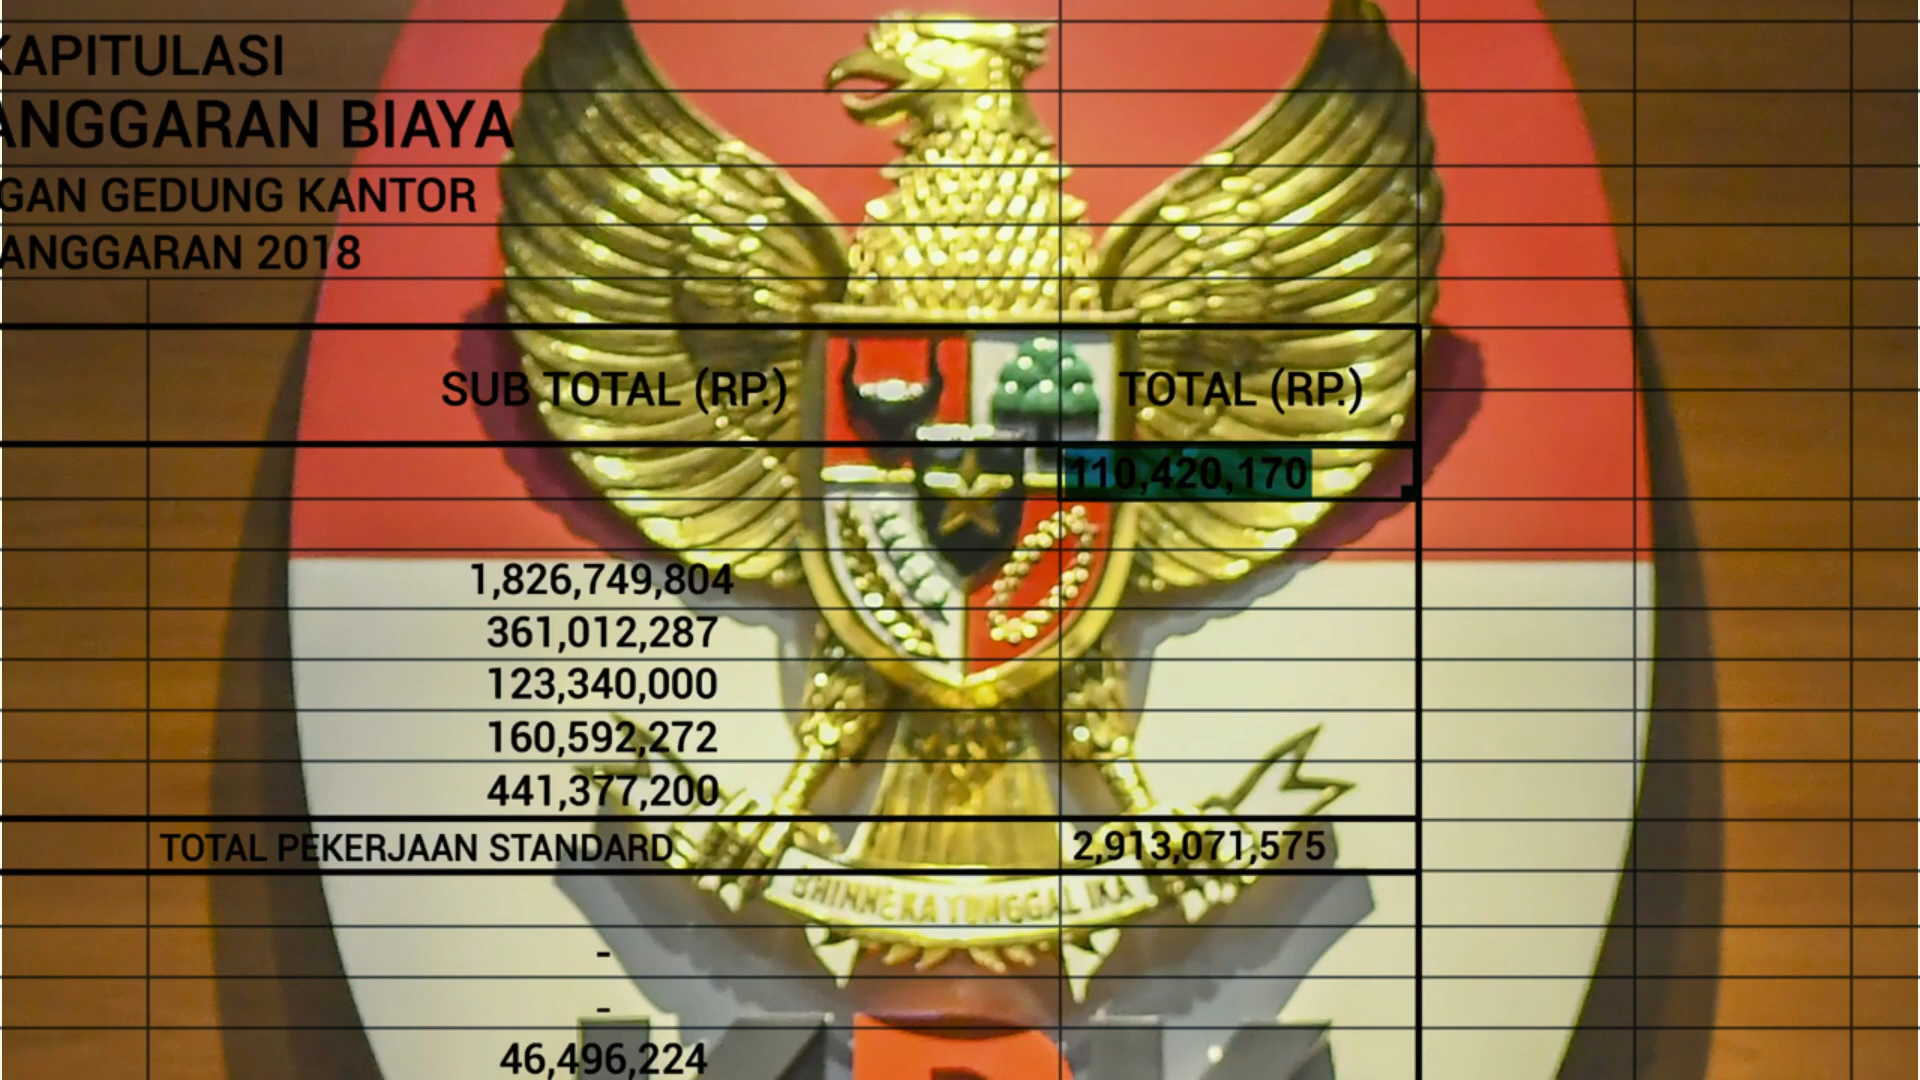 KAPITULASI
ANGGARAN BIAYA
GAN GEDUNG KANTOR
ANGGARAN 2018
SUB TOTAL (RP.) TOTAL (RP.)
110,420,170
1,826,749,804
361,012,287
123,340,000
160,592,272
441,377,200
TOTAL PEKERJAAN STANDARD 2,913,071,575
BHINNEKA TUNGGAL IKA
-
-
46,496,224